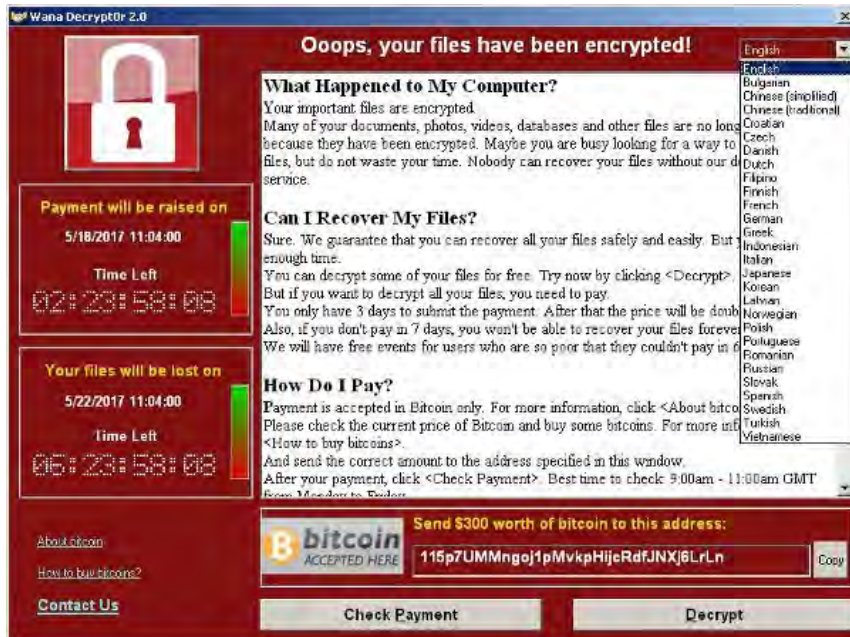 Wana Decrypt0r 2.0
Ooops, your files have been encrypted!
English
English
Bulgarian
Chinese (simplified)
Chinese (traditional)
Croatian
Czech
Danish
Dutch
Filipino
Finnish
French
German
Greek
Indonesian
Italian
Japanese
Korean
Latvian
Norwegian
Polish
Portuguese
Romanian
Russian
Slovak
Spanish
Swedish
Turkish
Vietnamese
Payment will be raised on
5/18/2017 11:04:00
Time Left
02:23:58:08
Your files will be lost on
5/22/2017 11:04:00
Time Left
06:23:58:08
About bitcoin
How to buy bitcoins?
Contact Us
What Happened to My Computer?
Your important files are encrypted.
Many of your documents, photos, videos, databases and other files are no
because they have been encrypted. Maybe you are busy looking for a way to
files, but do not waste your time. Nobody can recover your files without our
service.
Can I Recover My Files?
Sure. We guarantee that you can recover all your files safely and easily. But
enough time.
You can decrypt some of your files for free. Try now by clicking <Decrypt>.
But if you want to decrypt all your files, you need to pay.
You only have 3 days to submit the payment. After that the price will be
Also, if you don't pay in 7 days, you won't be able to recover your files forever
We will have free events for users who are so poor that they couldn't pay in 6
How Do I Pay?
Payment is accepted in Bitcoin only. For more information, click <About
Please check the current price of Bitcoin and buy some bitcoins. For more
<How to buy bitcoins>.
And send the correct amount to the address specified in this window.
After your payment, click <Check Payment>. Best time to check: 9:00am - 11:00am GMT
from Monday to Friday
bitcoin
ACCEPTED HERE
Send $300 worth of bitcoin to this address:
115p7UMMngoj1pMvkpHijcRdfJNXj6LrLn
Copy
Check Payment
Decrypt